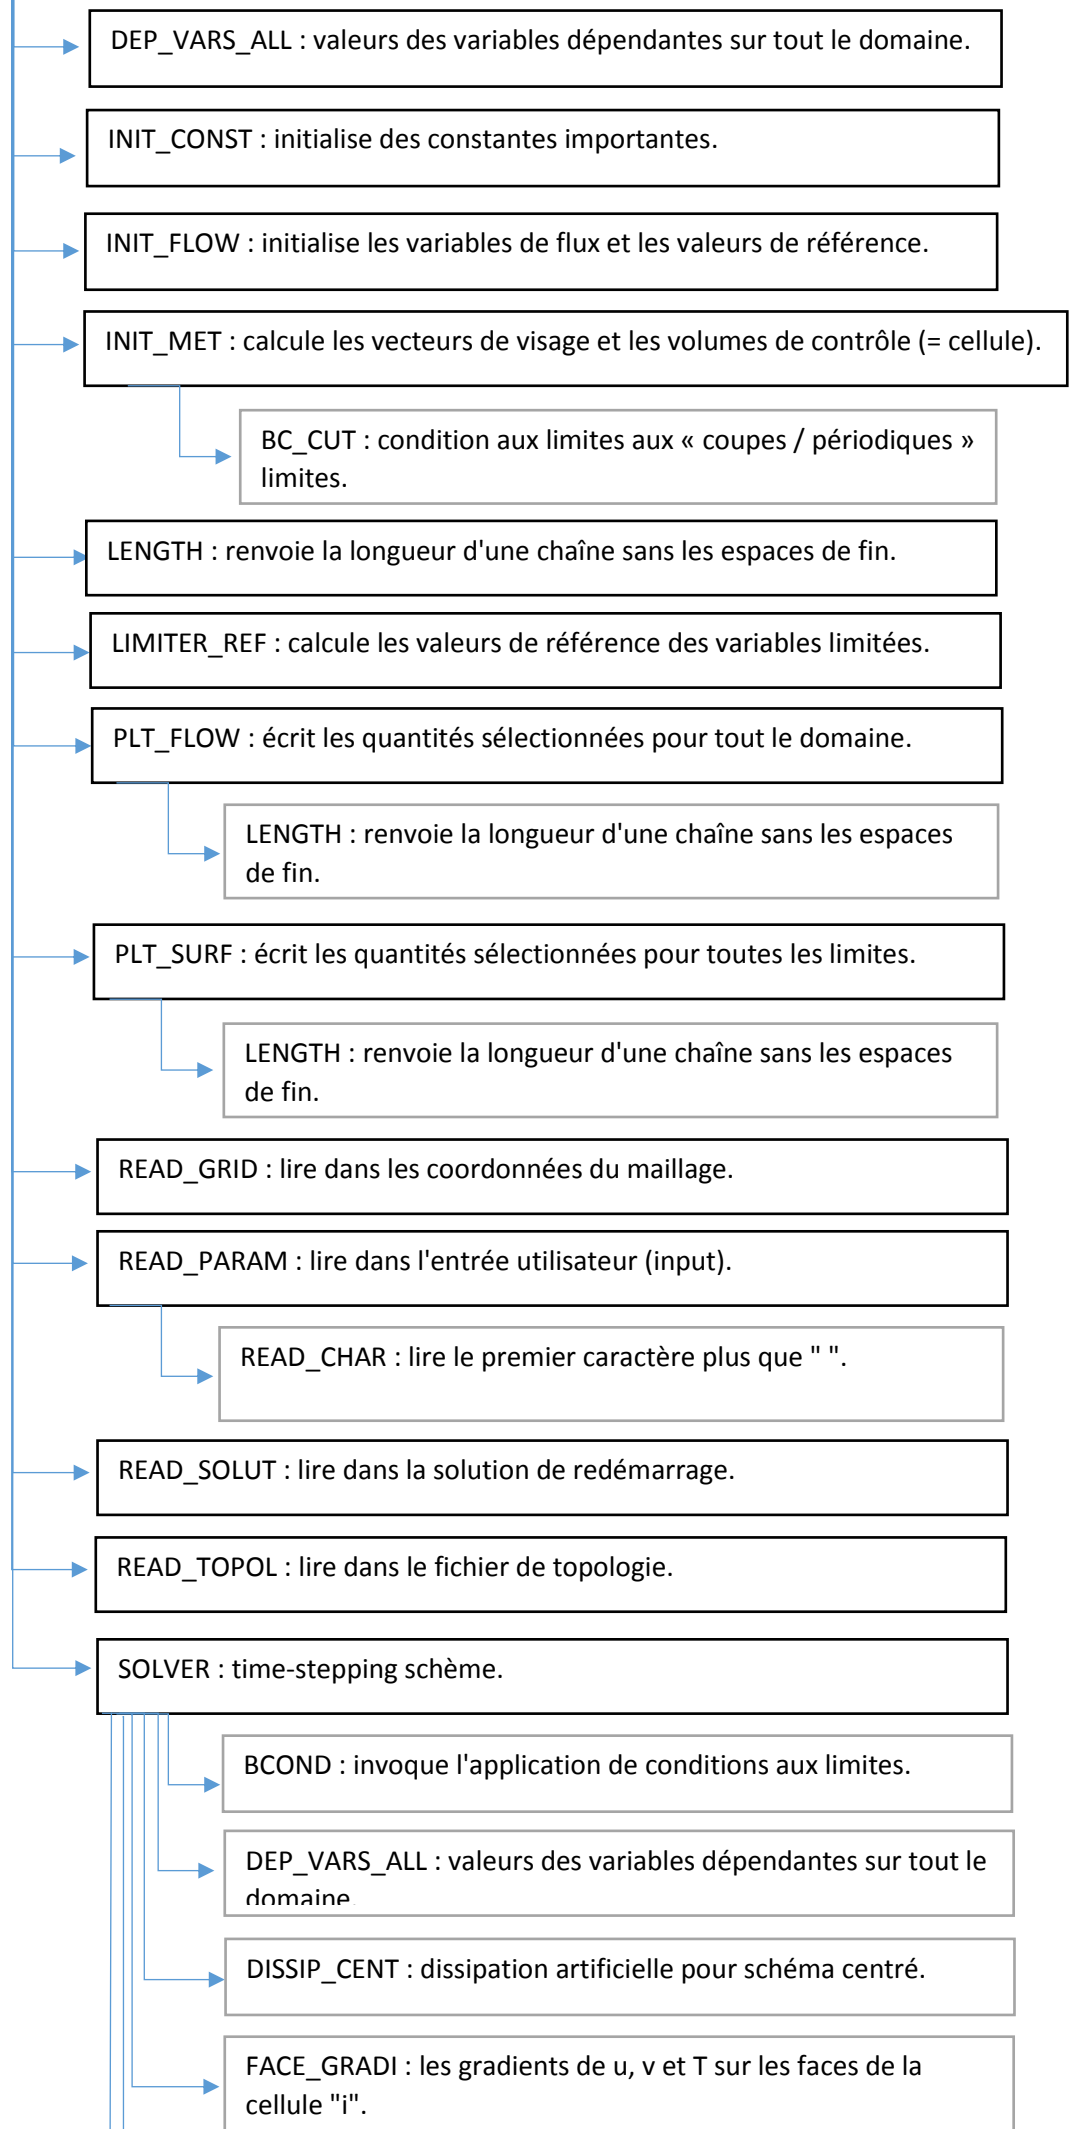 DEP_VARS_ALL : valeurs des variables dépendantes sur tout le domaine.
INIT_CONST : initialise des constantes importantes.
INIT_FLOW : initialise les variables de flux et les valeurs de référence.
INIT_MET : calcule les vecteurs de visage et les volumes de contrôle (= cellule).
BC_CUT : condition aux limites aux « coupes / périodiques »
limites.
LENGTH : renvoie la longueur d'une chaîne sans les espaces de fin.
LIMITER_REF : calcule les valeurs de référence des variables limitées.
PLT_FLOW : écrit les quantités sélectionnées pour tout le domaine.
LENGTH : renvoie la longueur d'une chaîne sans les espaces
de fin.
PLT_SURF : écrit les quantités sélectionnées pour toutes les limites.
LENGTH : renvoie la longueur d'une chaîne sans les espaces
de fin.
READ_GRID : lire dans les coordonnées du maillage.
READ_PARAM : lire dans l'entrée utilisateur (input).
READ_CHAR : lire le premier caractère plus que " ".
READ_SOLUT : lire dans la solution de redémarrage.
READ_TOPOL : lire dans le fichier de topologie.
SOLVER : time-stepping schème.
BCOND : invoque l'application de conditions aux limites.
DEP_VARS_ALL : valeurs des variables dépendantes sur tout le
domaine.
DISSIP_CENT : dissipation artificielle pour schéma centré.
FACE_GRADI : les gradients de u, v et T sur les faces de la
cellule "i".